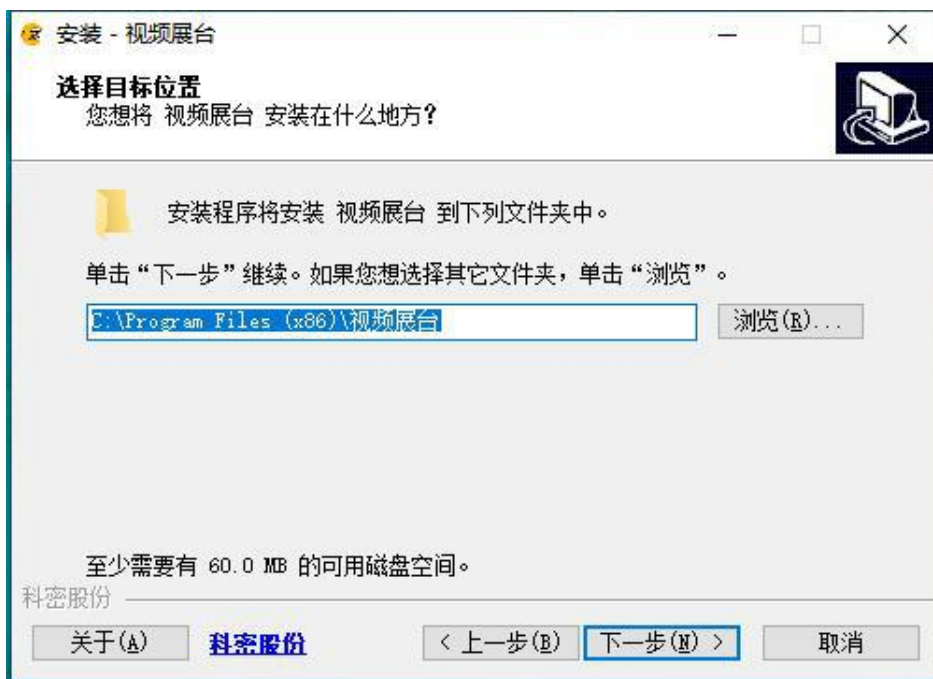 安装 - 视频展台
选择目标位置
您想将 视频展台 安装在什么地方?
安装程序将安装 视频展台 到下列文件夹中。
单击“下一步”继续。如果您想选择其它文件夹，单击“浏览”。
C:\Program Files (x86)\视频展台
浏览(R)...
至少需要有 60.0 MB 的可用磁盘空间。
科密股份
关于(A) 科密股份 < 上一步(B) 下一步(N) > 取消